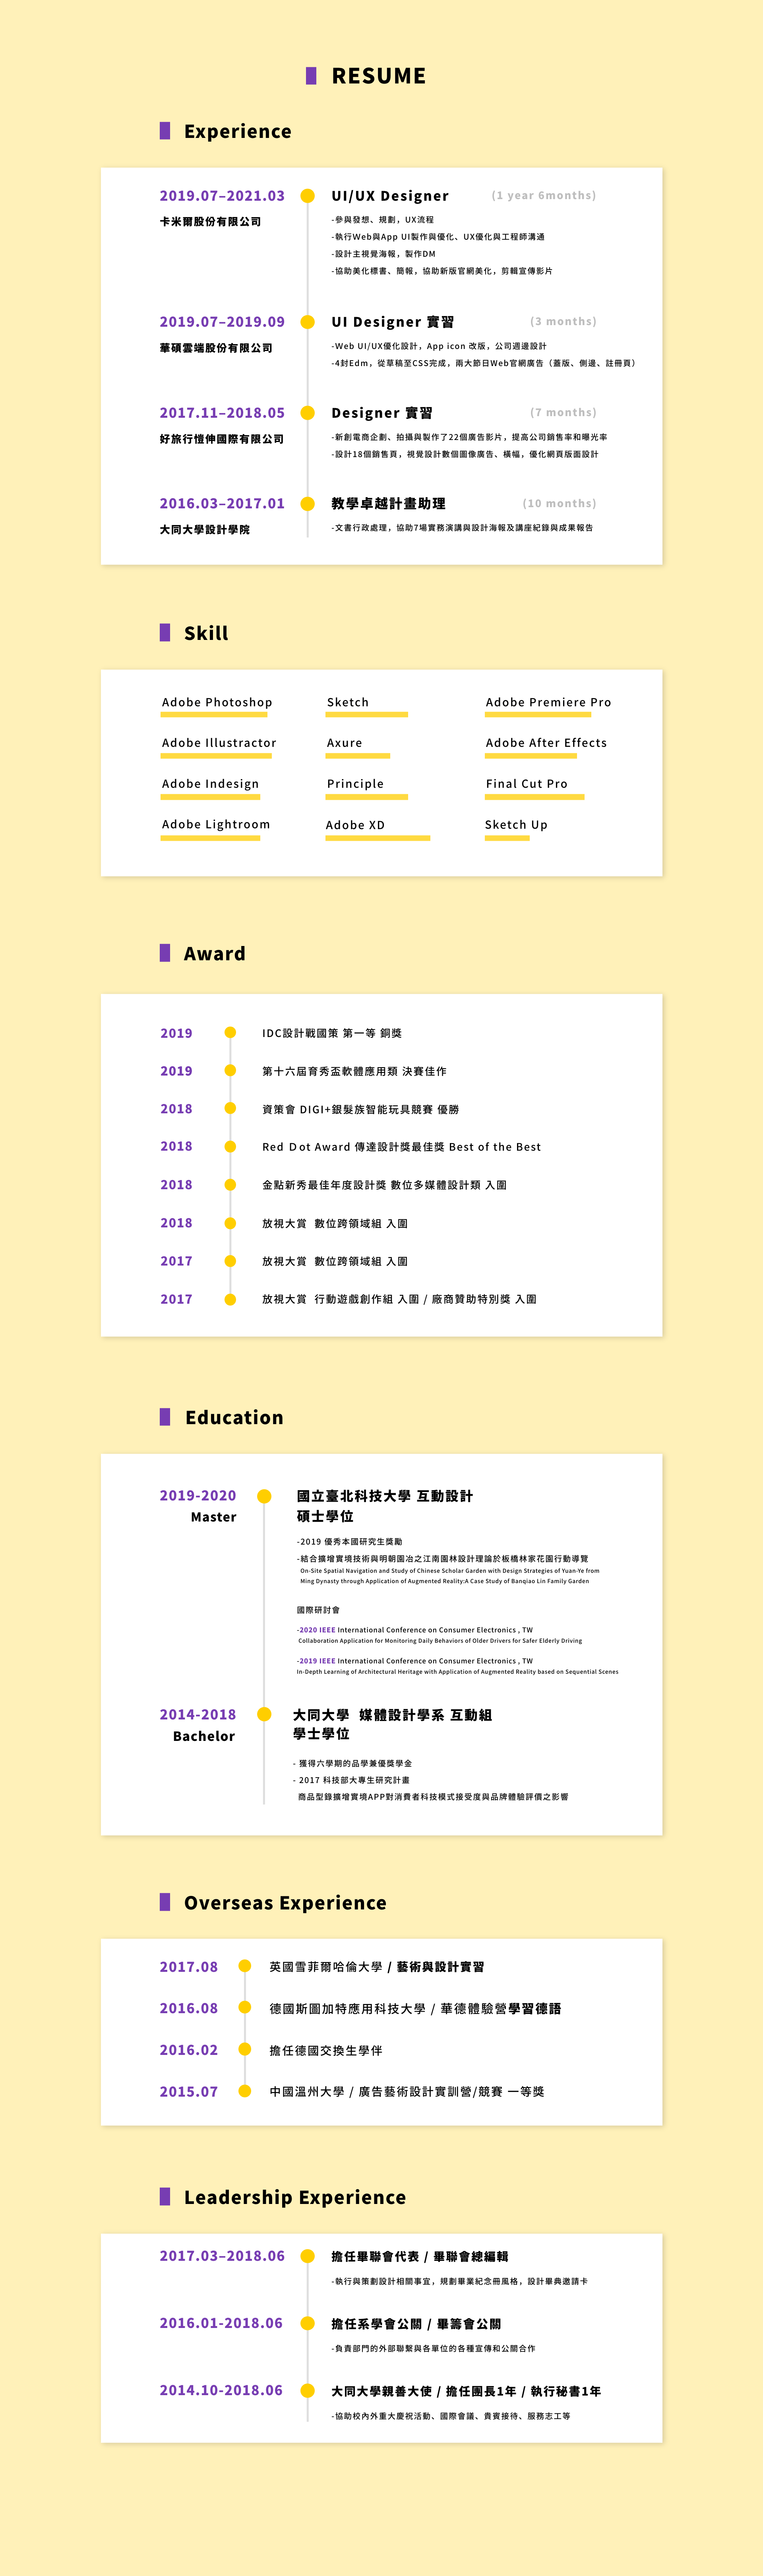 RESUME
Experience
2019.07–2021.03
卡米爾股份有限公司
UI/UX Designer (1 year 6months)
-參與發想、規劃，UX流程
-執行Web與App UI製作與優化、UX優化與工程師溝通
-設計主視覺海報，製作DM
-協助美化標書、簡報，協助新版官網美化，剪輯宣傳影片
2019.07–2019.09
華碩雲端股份有限公司
UI Designer 實習 (3 months)
-Web UI/UX優化設計，App icon 改版，公司週邊設計
-4封Edm，從草稿至CSS完成，兩大節日Web官網廣告（蓋版、側邊、註冊頁）
2017.11–2018.05
好旅行愷伸國際有限公司
Designer 實習 (7 months)
-新創電商企劃、拍攝與製作了22個廣告影片，提高公司銷售率和曝光率
-設計18個銷售頁，視覺設計數個圖像廣告、橫幅，優化網頁版面設計
2016.03–2017.01
大同大學設計學院
教學卓越計畫助理 (10 months)
-文書行政處理，協助7場實務演講與設計海報及講座紀錄與成果報告
Skill
Adobe Photoshop
Adobe Illustractor
Adobe Indesign
Adobe Lightroom
Sketch
Axure
Principle
Adobe XD
Adobe Premiere Pro
Adobe After Effects
Final Cut Pro
Sketch Up
Award
2019 IDC設計戰國策 第一等 銅獎
2019 第十六屆育秀盃軟體應用類 決賽佳作
2018 資策會 DIGI+銀髮族智能玩具競賽 優勝
2018 Red Dot Award 傳達設計獎最佳獎 Best of the Best
2018 金點新秀最佳年度設計獎 數位多媒體設計類 入圍
2018 放視大賞 數位跨領域組 入圍
2017 放視大賞 數位跨領域組 入圍
2017 放視大賞 行動遊戲創作組 入圍 / 廠商贊助特別獎 入圍
Education
2019-2020
Master
國立臺北科技大學 互動設計
碩士學位
-2019 優秀本國研究生獎勵
-結合擴增實境技術與明朝園冶之江南園林設計理論於板橋林家花園行動導覽
On-Site Spatial Navigation and Study of Chinese Scholar Garden with Design Strategies of Yuan-Ye from
Ming Dynasty through Application of Augmented Reality:A Case Study of Banqiao Lin Family Garden
國際研討會
-2020 IEEE International Conference on Consumer Electronics , TW
Collaboration Application for Monitoring Daily Behaviors of Older Drivers for Safer Elderly Driving
-2019 IEEE International Conference on Consumer Electronics , TW
In-Depth Learning of Architectural Heritage with Application of Augmented Reality based on Sequential Scenes
2014-2018
Bachelor
大同大學 媒體設計學系 互動組
學士學位
- 獲得六學期的品學兼優獎學金
- 2017 科技部大專生研究計畫
商品型錄擴增實境APP對消費者科技模式接受度與品牌體驗評價之影響
Overseas Experience
2017.08 英國雪菲爾哈倫大學 / 藝術與設計實習
2016.08 德國斯圖加特應用科技大學 / 華德體驗營學習德語
2016.02 擔任德國交換生學伴
2015.07 中國溫州大學 / 廣告藝術設計實訓營/競賽 一等獎
Leadership Experience
2017.03–2018.06 擔任畢聯會代表 / 畢聯會總編輯
-執行與策劃設計相關事宜，規劃畢業紀念冊風格，設計畢典邀請卡
2016.01-2018.06 擔任系學會公關 / 畢籌會公關
-負責部門的外部聯繫與各單位的各種宣傳和公關合作
2014.10-2018.06 大同大學親善大使 / 擔任團長1年 / 執行秘書1年
-協助校內外重大慶祝活動、國際會議、貴賓接待、服務志工等